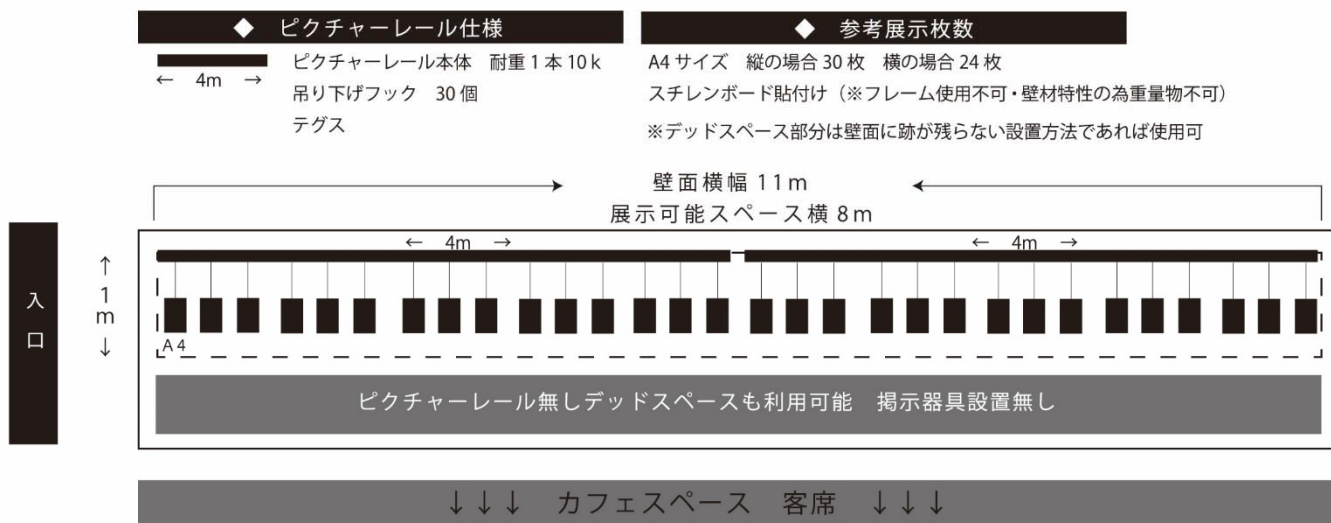 ◆ ピクチャーレール仕様
← 4m →
ピクチャーレール本体 耐重1本10k
吊り下げフック 30個
テグス
◆ 参考展示枚数
A4サイズ 縦の場合30枚 横の場合24枚
スチレンボード貼付け（※フレーム使用不可・壁材特性の為重量物不可）
※デッドスペース部分は壁面に跡が残らない設置方法であれば使用可
壁面横幅11m
展示可能スペース横8m
入口
↑1m↓
← 4m →
← 4m →
A4
ピクチャーレール無しデッドスペースも利用可能 掲示器具設置無し
↓↓↓ カフェスペース 客席 ↓↓↓